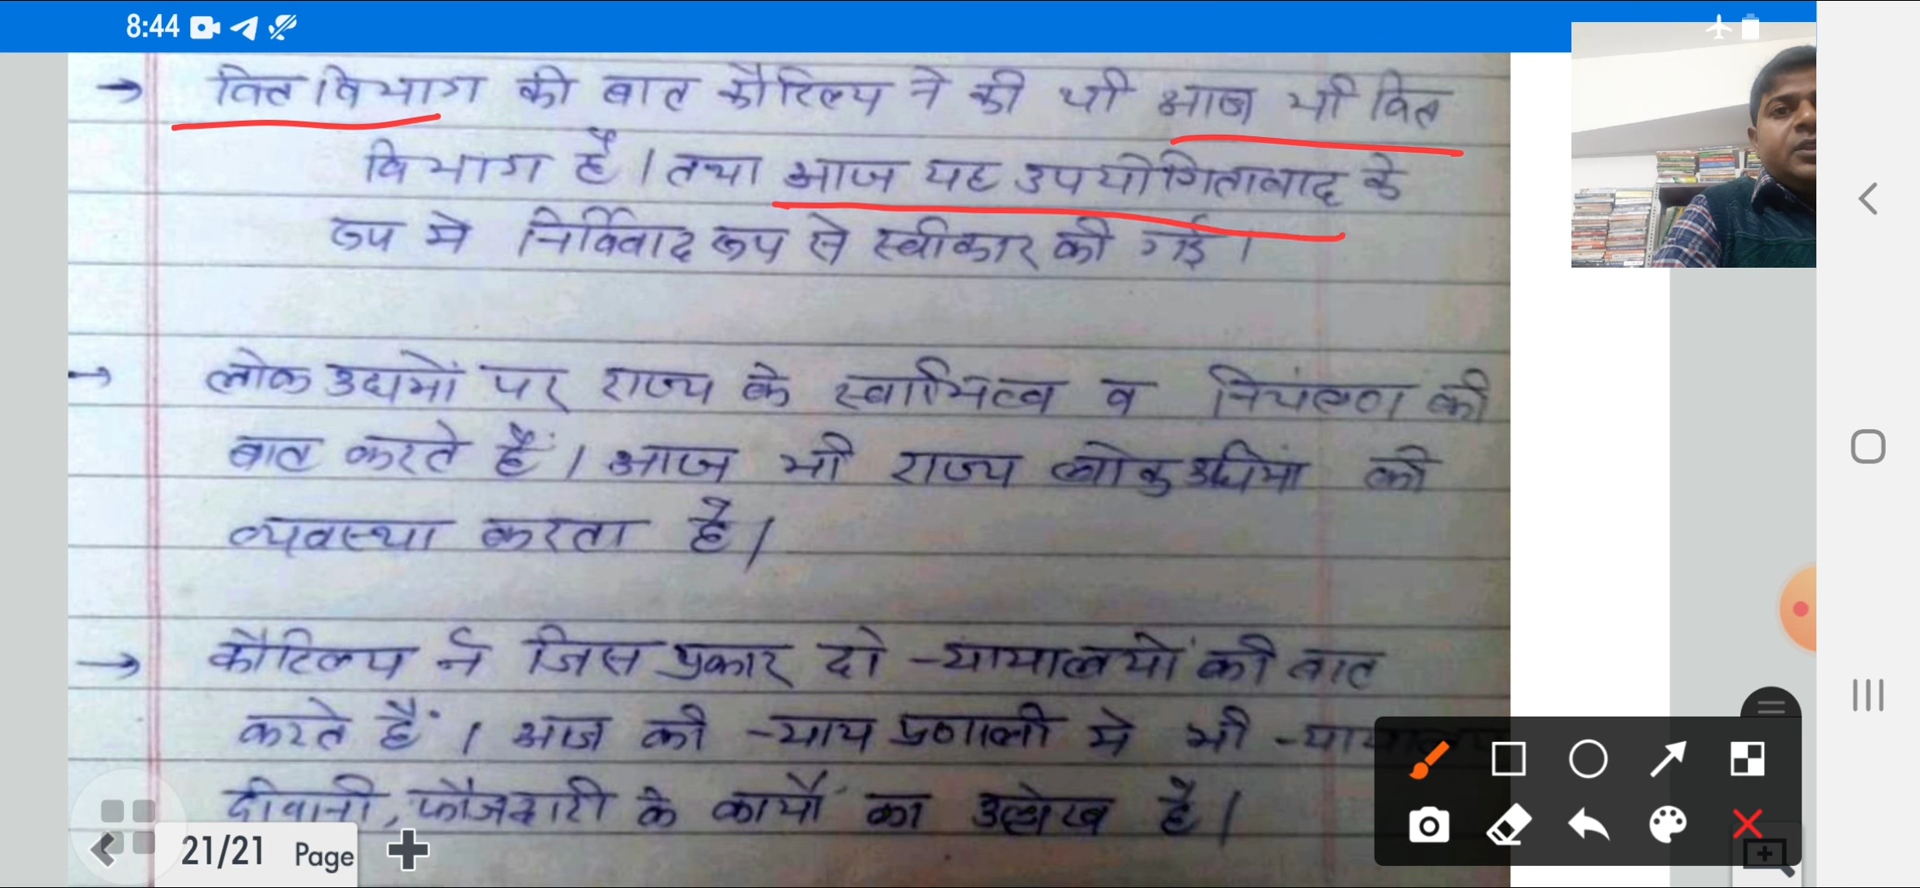 8:44
→ वित विभाग की बात कौटिल्य ने की थी आज भी वित
विभाग है। तथा आज यह उपयोगितावाद के
रूप मे निर्विवाद रूप से स्वीकार की गई।
→ लोक उद्यमों पर राज्य के स्वामित्व व नियंत्रण की
बात करते हैं। आज भी राज्य लोक उद्यमों की
व्यवस्था करता है।
→ कौटिल्य ने जिस प्रकार दो न्यायालयों की बात
करते हैं। आज की न्याय प्रणाली मे भी
दीवानी, फौजदारी के कार्यों का उल्लेख है।
21/21 Page